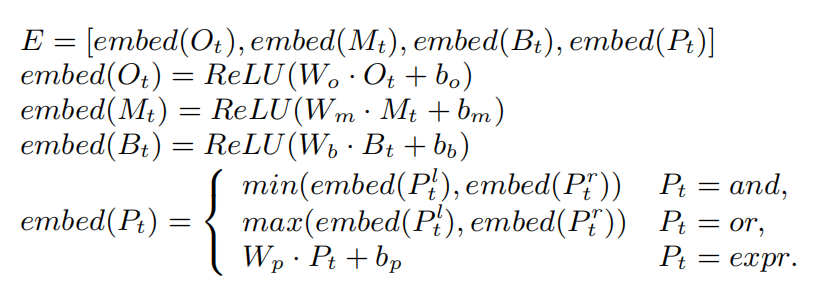 E = [embed(O_t), embed(M_t), embed(B_t), embed(P_t)]
embed(O_t) = ReLU(W_o · O_t + b_o)
embed(M_t) = ReLU(W_m · M_t + b_m)
embed(B_t) = ReLU(W_b · B_t + b_b)
embed(P_t) = { min(embed(P_t^l), embed(P_t^r)) P_t = and,
max(embed(P_t^l), embed(P_t^r)) P_t = or,
W_p · P_t + b_p P_t = expr.